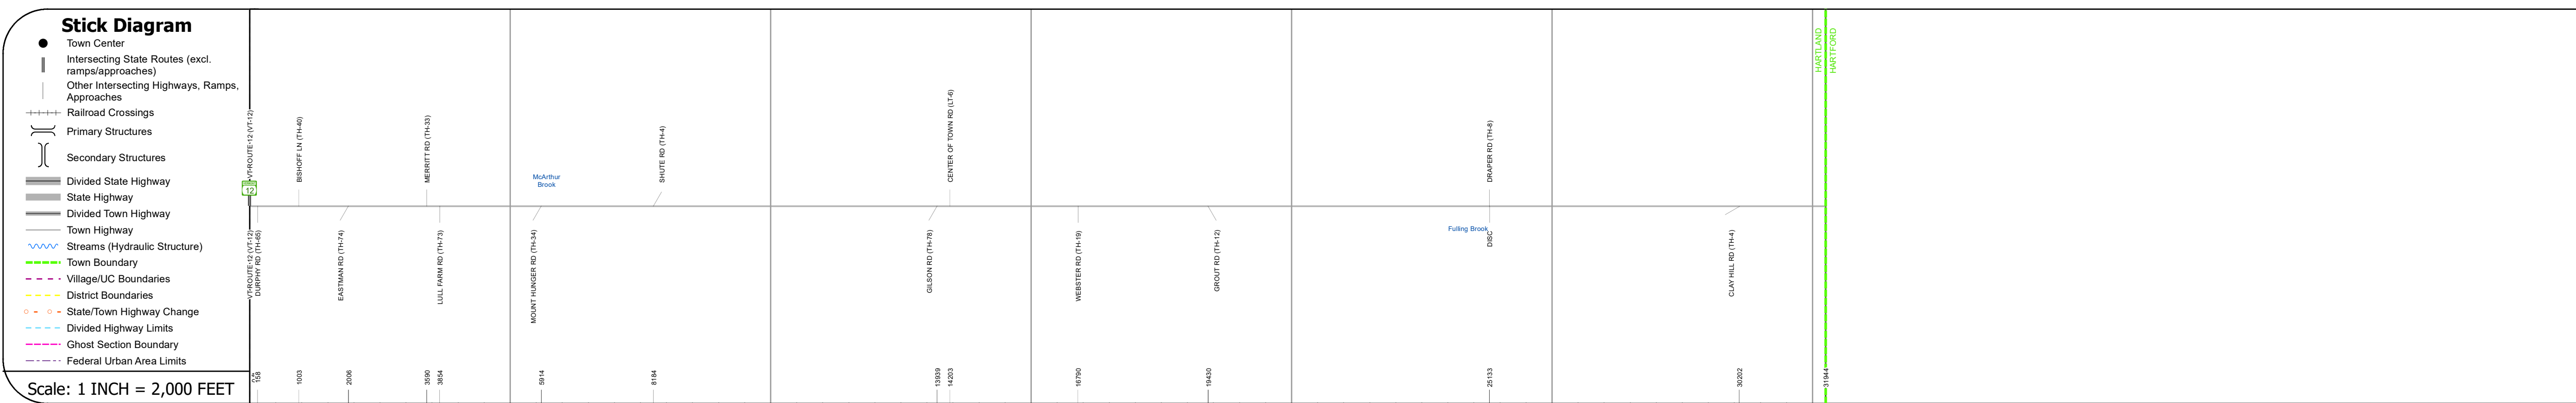 Stick Diagram
Town Center
Intersecting State Routes (excl.
ramps/approaches)
Other Intersecting Highways, Ramps,
Approaches
Railroad Crossings
Primary Structures
Secondary Structures
Divided State Highway
State Highway
Divided Town Highway
Town Highway
Streams (Hydraulic Structure)
Town Boundary
Village/UC Boundaries
District Boundaries
State/Town Highway Change
Divided Highway Limits
Ghost Section Boundary
Federal Urban Area Limits
Scale: 1 INCH = 2,000 FEET
VT-ROUTE-12 (VT-12)
12
BISHOFF LN (TH-40)
MERRITT RD (TH-33)
McArthur
Brook
SHUTE RD (TH-4)
CENTER OF TOWN RD (LT-6)
DRAPER RD (TH-8)
HARTLAND
HARTFORD
VT-ROUTE-12 (VT-12)
DURPHY RD (TH-65)
EASTMAN RD (TH-74)
LULL FARM RD (TH-73)
MOUNT HUNGER RD (TH-34)
GILSON RD (TH-78)
WEBSTER RD (TH-19)
GROUT RD (TH-12)
Fulling Brook
DISC
CLAY HILL RD (TH-4)
158
1003
2006
3590
3854
5914
8184
13939
14203
16790
19430
25133
30202
31944